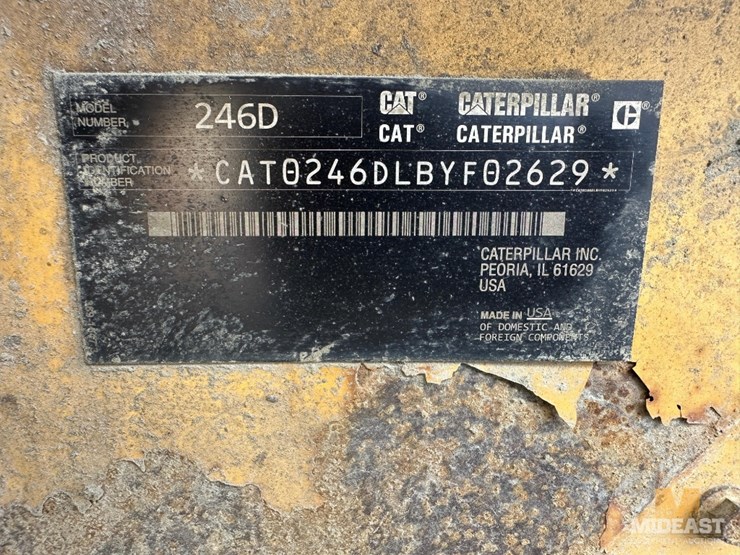 MODEL
NUMBER 246D
CAT® CATERPILLAR® C®
CAT® CATERPILLAR®
PRODUCT
IDENTIFICATION
NUMBER
*CAT0246DLBYF02629*
CATERPILLAR INC.
PEORIA, IL 61629
USA
MADE IN USA
OF DOMESTIC AND
FOREIGN COMPONENTS
MIDEAST